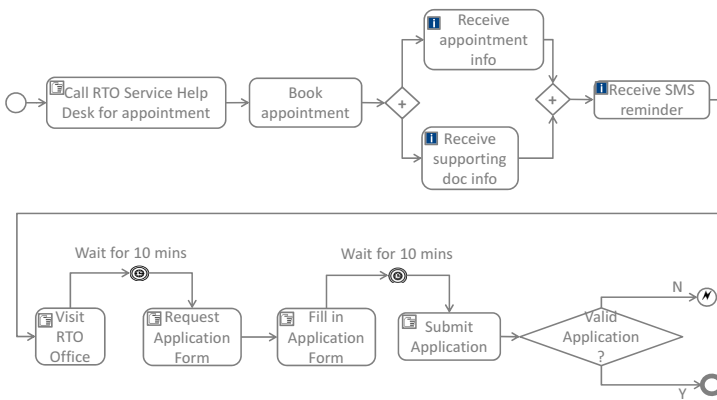 Receive
appointment
info
Call RTO Service Help
Desk for appointment
Book
appointment
+
+
Receive SMS
reminder
Receive
supporting
doc info
Wait for 10 mins
Wait for 10 mins
Visit
RTO
Office
Request
Application
Form
Fill in
Application
Form
Submit
Application
Valid
Application
?
N
Y